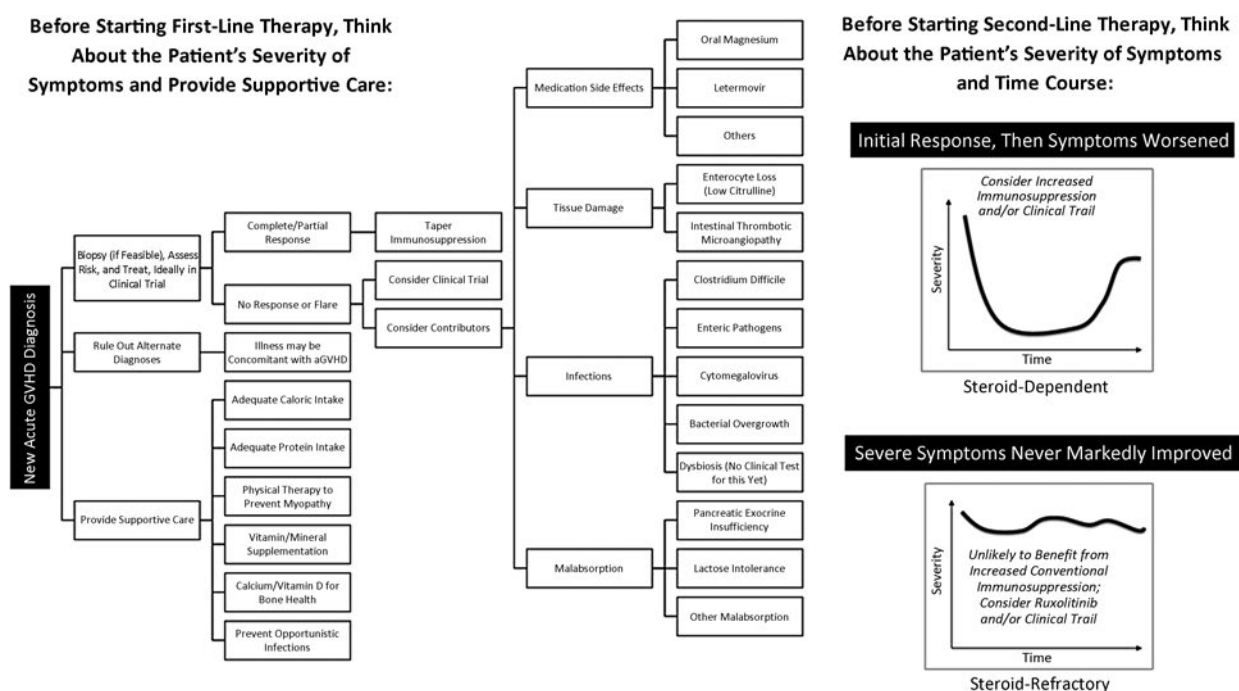 Before Starting First-Line Therapy, Think
About the Patient's Severity of
Symptoms and Provide Supportive Care:
New Acute GVHD Diagnosis
Biopsy (if Feasible), Assess
Risk, and Treat, Ideally in
Clinical Trial
Rule Out Alternate
Diagnoses
Provide Supportive Care
Complete/Partial
Response
No Response or Flare
Illness may be
Concomitant with aGVHD
Adequate Caloric Intake
Adequate Protein Intake
Physical Therapy to
Prevent Myopathy
Vitamin/Mineral
Supplementation
Calcium/Vitamin D for
Bone Health
Prevent Opportunistic
Infections
Taper
Immunosuppression
Consider Clinical Trial
Consider Contributors
Medication Side Effects
Tissue Damage
Infections
Malabsorption
Oral Magnesium
Letermovir
Others
Enterocyte Loss
(Low Citrulline)
Intestinal Thrombotic
Microangiopathy
Clostridium Difficile
Enteric Pathogens
Cytomegalovirus
Bacterial Overgrowth
Dysbiosis (No Clinical Test
for this Yet)
Pancreatic Exocrine
Insufficiency
Lactose Intolerance
Other Malabsorption
Before Starting Second-Line Therapy, Think
About the Patient's Severity of Symptoms
and Time Course:
Initial Response, Then Symptoms Worsened
Consider Increased
Immunosuppression
and/or Clinical Trail
Severity
Time
Steroid-Dependent
Severe Symptoms Never Markedly Improved
Unlikely to Benefit from
Increased Conventional
Immunosuppression;
Consider Ruxolitinib
and/or Clinical Trail
Severity
Time
Steroid-Refractory